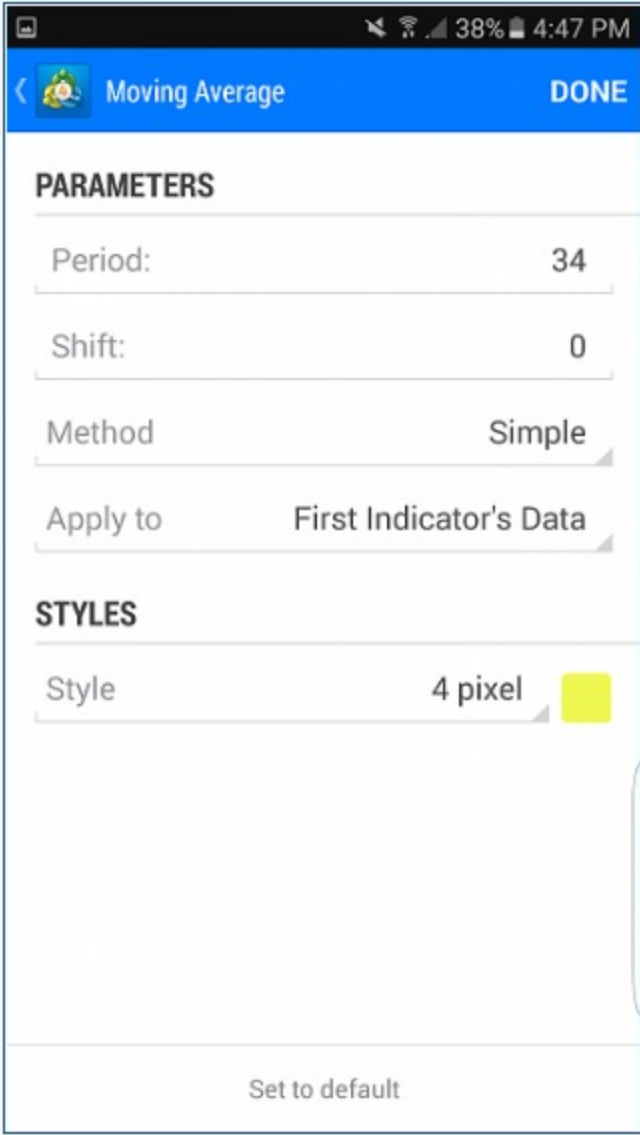 38% 4:47 PM
Moving Average DONE
PARAMETERS
Period: 34
Shift: 0
Method Simple
Apply to First Indicator's Data
STYLES
Style 4 pixel
Set to default